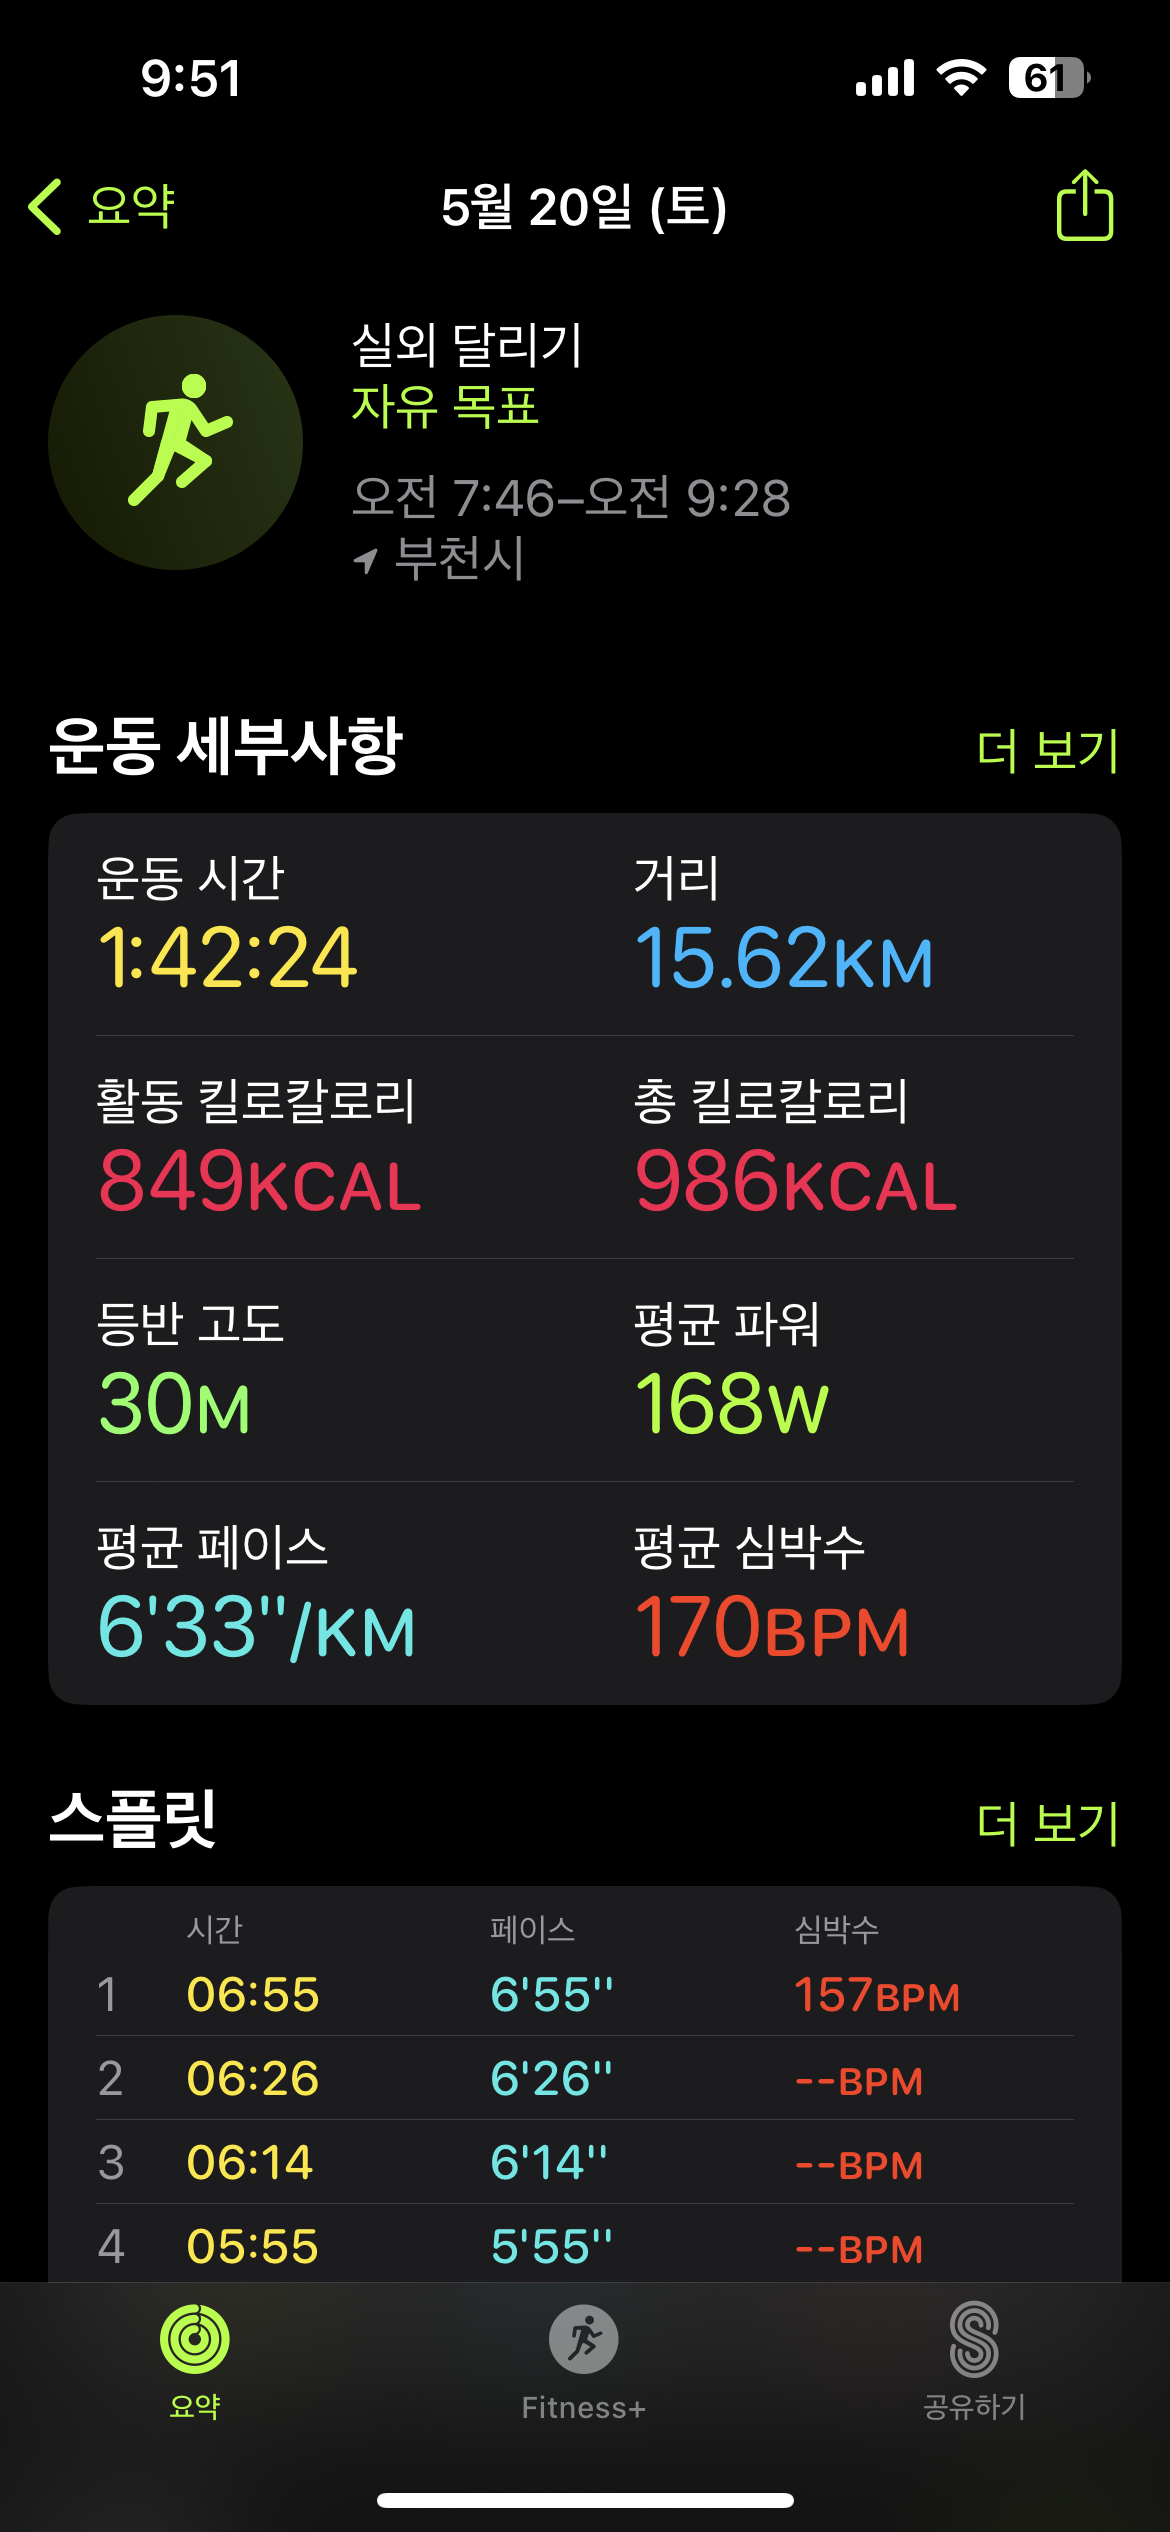 9:51
61
요약
5월 20일 (토)
실외 달리기
자유 목표
오전 7:46–오전 9:28
부천시
운동 세부사항
더 보기
운동 시간 거리
1:42:24 15.62KM
활동 킬로칼로리 총 킬로칼로리
849KCAL 986KCAL
등반 고도 평균 파워
30M 168W
평균 페이스 평균 심박수
6'33"/KM 170BPM
스플릿
더 보기
시간 페이스 심박수
1 06:55 6'55'' 157BPM
2 06:26 6'26'' --BPM
3 06:14 6'14'' --BPM
4 05:55 5'55'' --BPM
요약 Fitness+ 공유하기